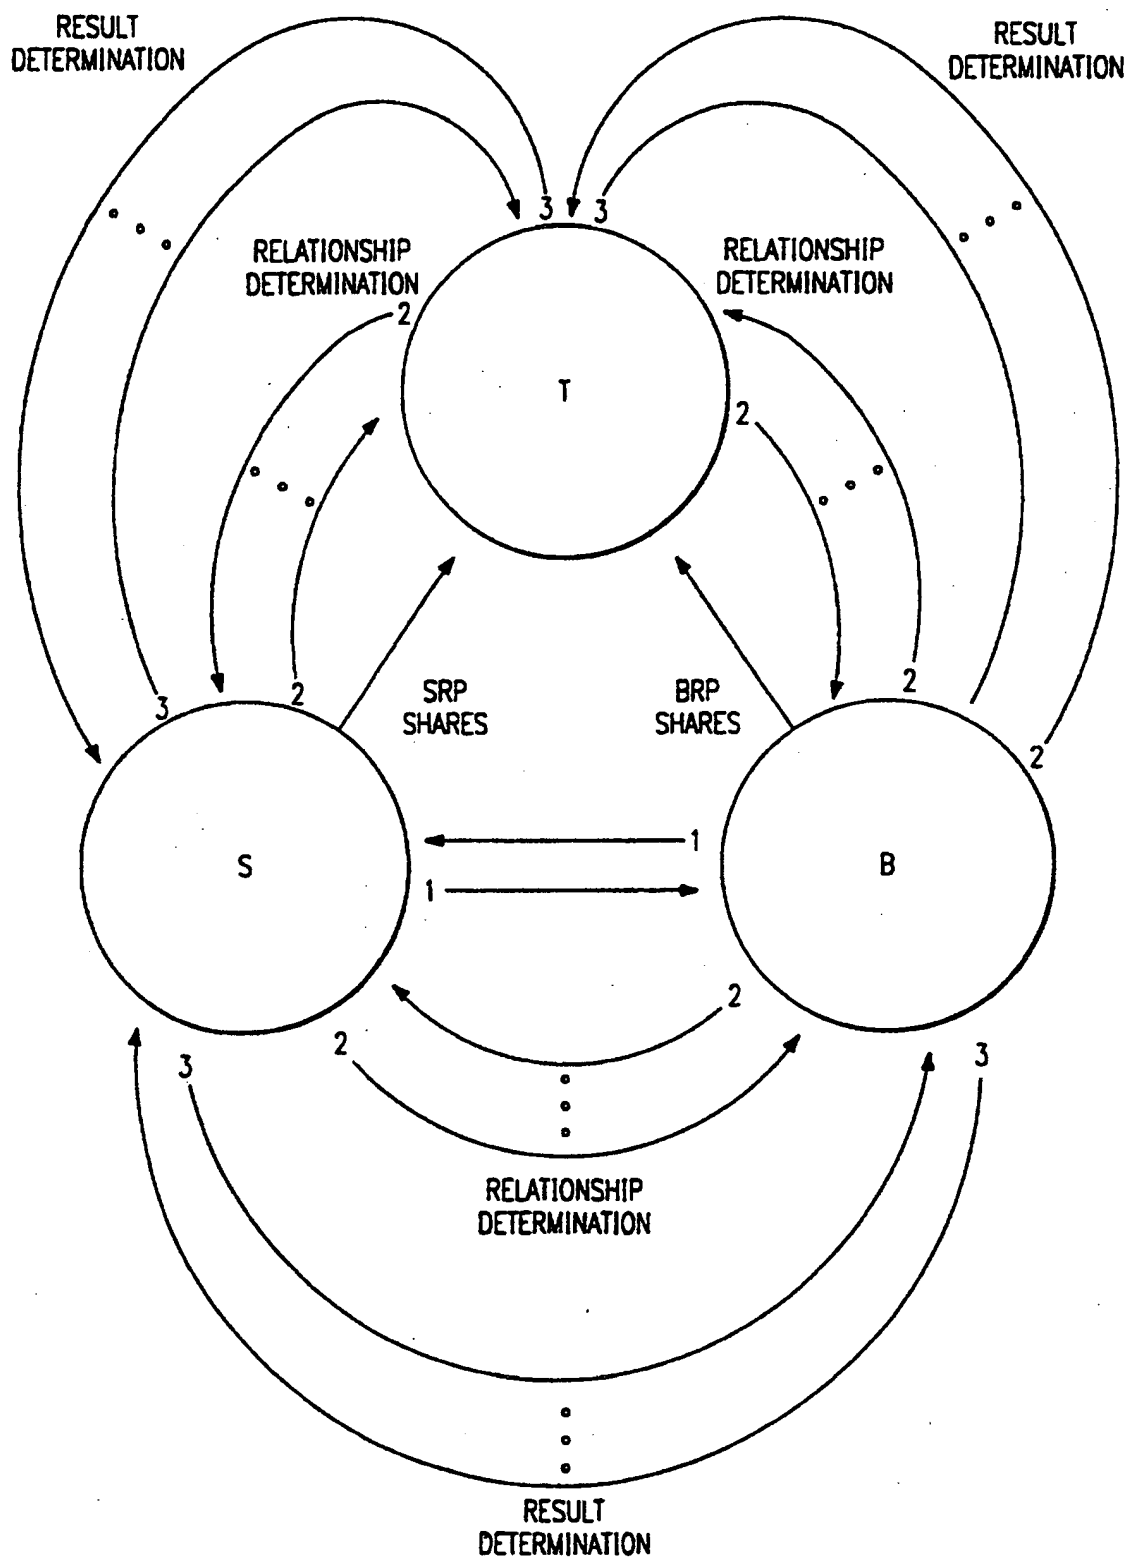 RESULT
DETERMINATION
RESULT
DETERMINATION
3
3
RELATIONSHIP
DETERMINATION
RELATIONSHIP
DETERMINATION
2
T
2
3
2
SRP
SHARES
BRP
SHARES
2
2
1
S
B
1
2
2
3
3
RELATIONSHIP
DETERMINATION
RESULT
DETERMINATION